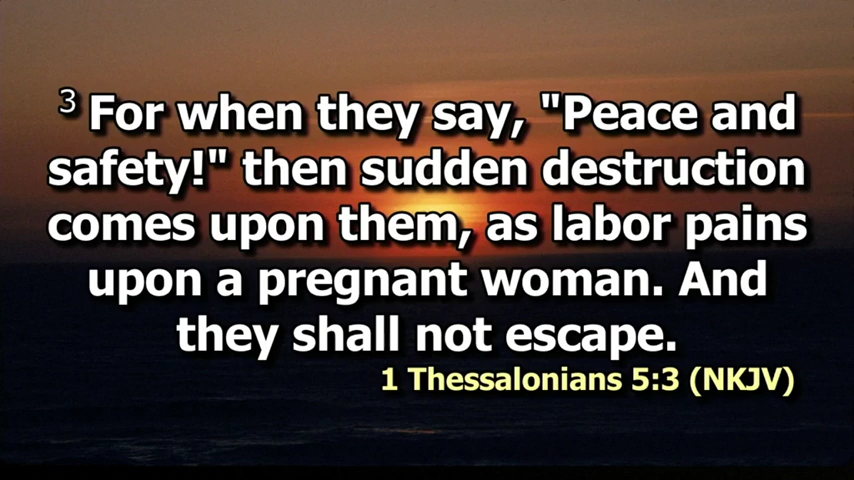 3 For when they say, "Peace and
safety!" then sudden destruction
comes upon them, as labor pains
upon a pregnant woman. And
they shall not escape.
1 Thessalonians 5:3 (NKJV)